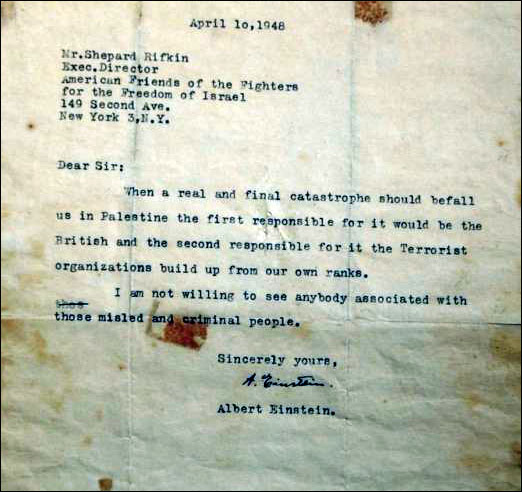 April 10,1948
Mr.Shepard Rifkin
Exec.Director
American Friends of the Fighters
for the Freedom of Israel
149 Second Ave.
New York 3,N.Y.
Dear Sir:
When a real and final catastrophe should befall
us in Palestine the first responsible for it would be the
British and the second responsible for it the Terrorist
organizations build up from our own ranks.
I am not willing to see anybody associated with
those misled and criminal people.
Sincerely yours,
A. Einstein.
Albert Einstein.